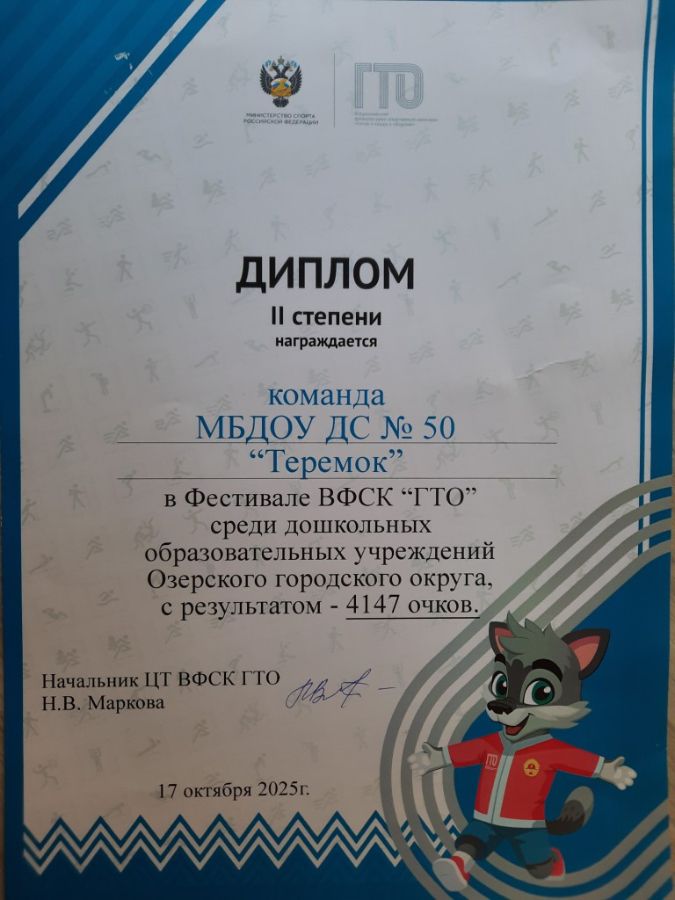 МИНИСТЕРСТВО СПОРТА
РОССИЙСКОЙ ФЕДЕРАЦИИ
ГТО
ДИПЛОМ
II степени
награждается
команда
МБДОУ ДС № 50
“Теремок”
в Фестивале ВФСК “ГТО”
среди дошкольных
образовательных учреждений
Озерского городского округа,
с результатом - 4147 очков.
Начальник ЦТ ВФСК ГТО
Н.В. Маркова
ГТО
17 октября 2025г.